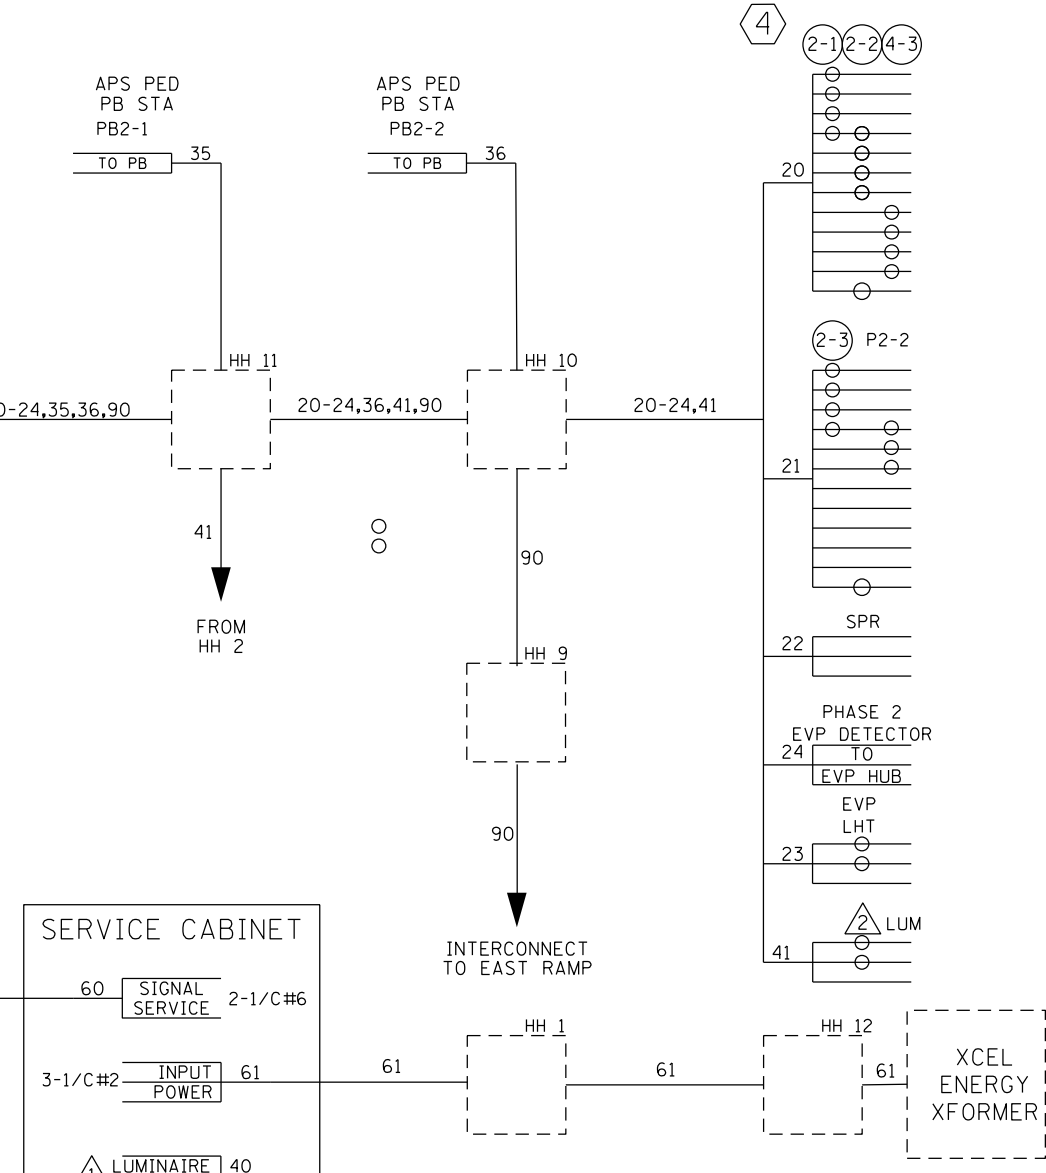 4
2-1 2-2 4-3
APS PED
PB STA
PB2-1
TO PB
35
APS PED
PB STA
PB2-2
TO PB
36
20
2-3 P2-2
HH 11
HH 10
0-24,35,36,90
20-24,36,41,90
20-24,41
21
41
90
FROM
HH 2
SPR
22
HH 9
PHASE 2
EVP DETECTOR
24
TO
EVP HUB
EVP
LHT
23
90
2 LUM
41
INTERCONNECT
TO EAST RAMP
SERVICE CABINET
60
SIGNAL
SERVICE
2-1/C#6
3-1/C#2
INPUT
POWER
61
61
HH 1
61
HH 12
61
XCEL
ENERGY
XFORMER
1 LUMINAIRE 40